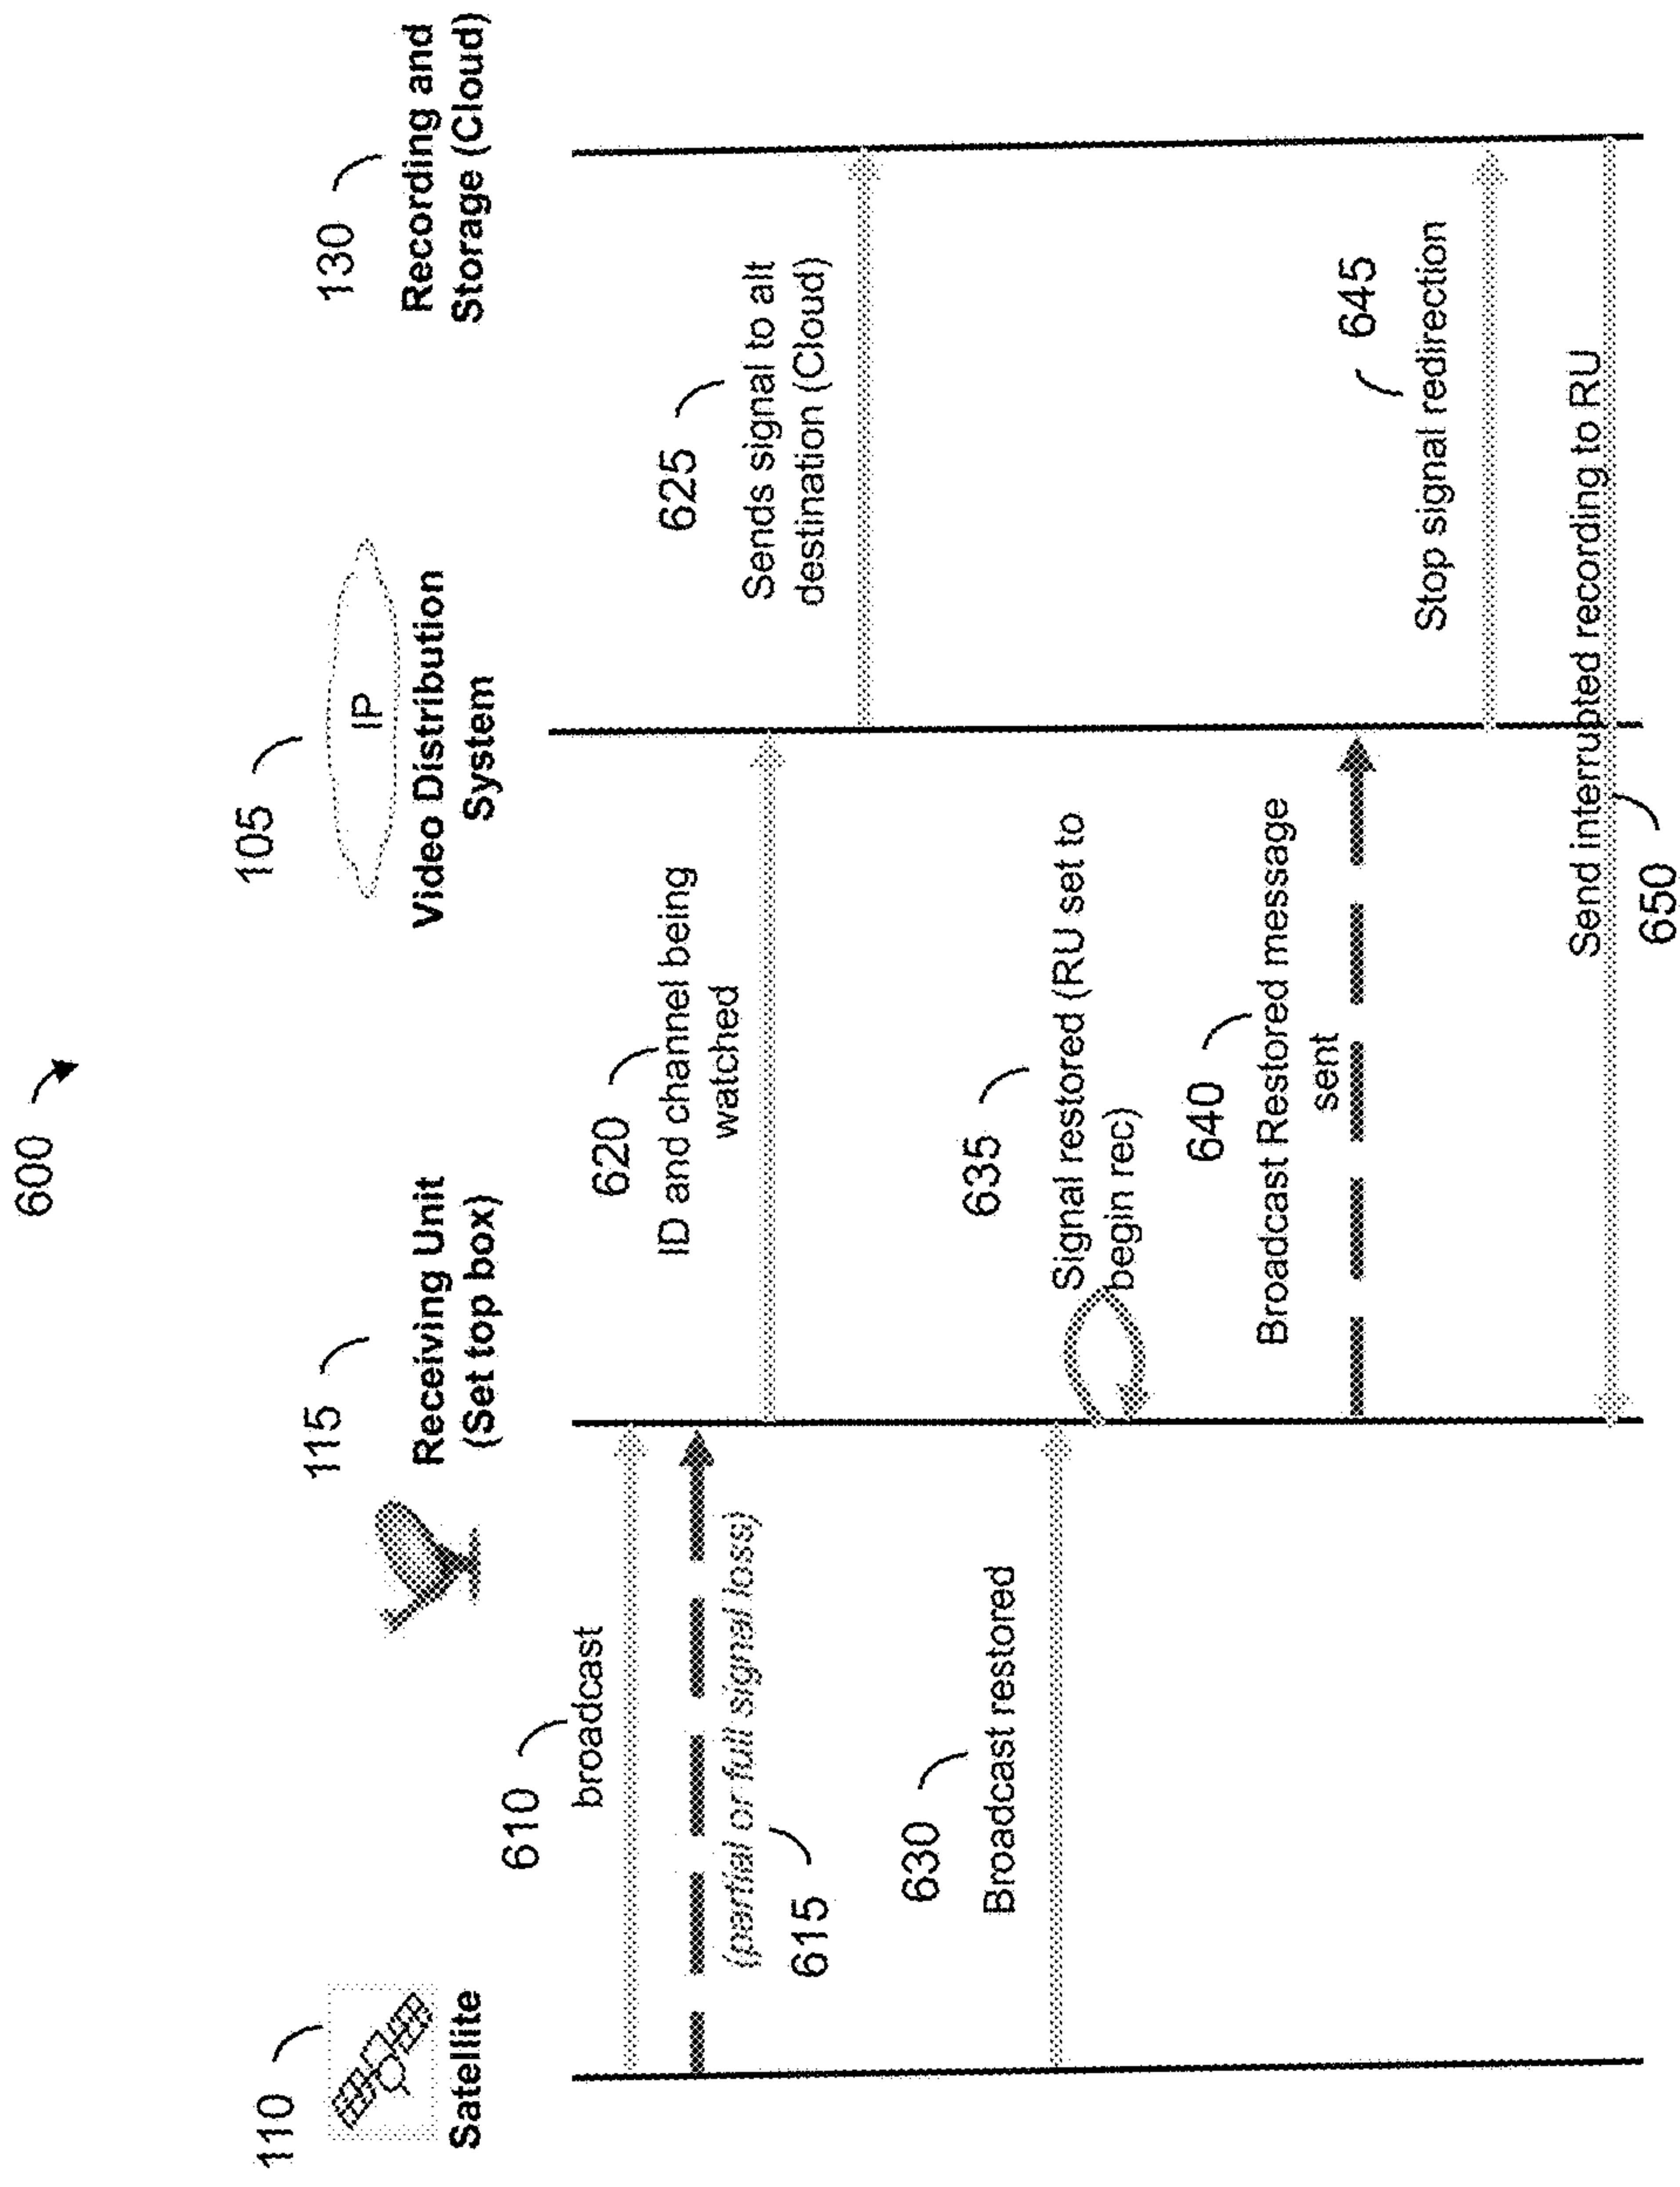 600
110
Satellite
115
Receiving Unit
(Set top box)
105
IP
Video Distribution
System
130
Recording and
Storage (Cloud)
610
broadcast
(partial or full signal loss)
615
620
ID and channel being
watched
625
Sends signal to alt
destination (Cloud)
630
Broadcast restored
635
Signal restored (RU set to
begin rec)
640
Broadcast Restored message
sent
645
Stop signal redirection
Send interrupted recording to RU
650